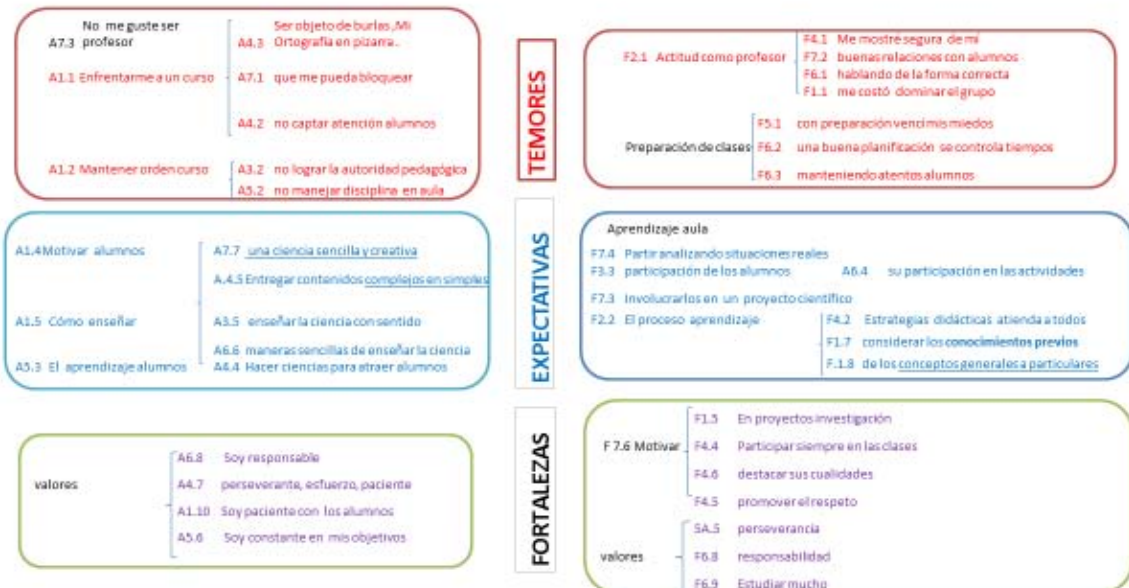 No me guste ser
A7.3 profesor
Ser objeto de burlas ,Mi
A4.3 Ortografía en pizarra..
A1.1 Enfrentarme a un curso
A7.1 que me pueda bloquear
A4.2 no captar atención alumnos
A1.2 Mantener orden curso
A3.2 no lograr la autoridad pedagógica
A5.2 no manejar disciplina en aula
TEMORES
F2.1 Actitud como profesor
F4.1 Me mostré segura de mí
F7.2 buenas relaciones con alumnos
F6.1 hablando de la forma correcta
F1.1 me costó dominar el grupo
Preparación de clases
F5.1 con preparación vencí mis miedos
F6.2 una buena planificación se controla tiempos
F6.3 manteniendo atentos alumnos
A1.4Motivar alumnos
A7.7 una ciencia sencilla y creativa
A.4.5 Entregar contenidos complejos en simples
A1.5 Cómo enseñar
A3.5 enseñar la ciencia con sentido
A6.6 maneras sencillas de enseñar la ciencia
A5.3 El aprendizaje alumnos
A4.4 Hacer ciencias para atraer alumnos
EXPECTATIVAS
Aprendizaje aula
F7.4 Partir analizando situaciones reales
F3.3 participación de los alumnos
A6.4 su participación en las actividades
F7.3 Involucrarlos en un proyecto científico
F2.2 El proceso aprendizaje
F4.2 Estrategias didácticas atienda a todos
F1.7 considerar los conocimientos previos
F.1.8 de los conceptos generales a particulares
valores
A6.8 Soy responsable
A4.7 perseverante, esfuerzo, paciente
A1.10 Soy paciente con los alumnos
A5.6 Soy constante en mis objetivos
FORTALEZAS
F 7.6 Motivar
F1.3 En proyectos investigación
F4.4 Participar siempre en las clases
F4.6 destacar sus cualidades
F4.5 promover el respeto
valores
SA.5 perseverancia
F6.8 responsabilidad
F6.9 Estudiar mucho